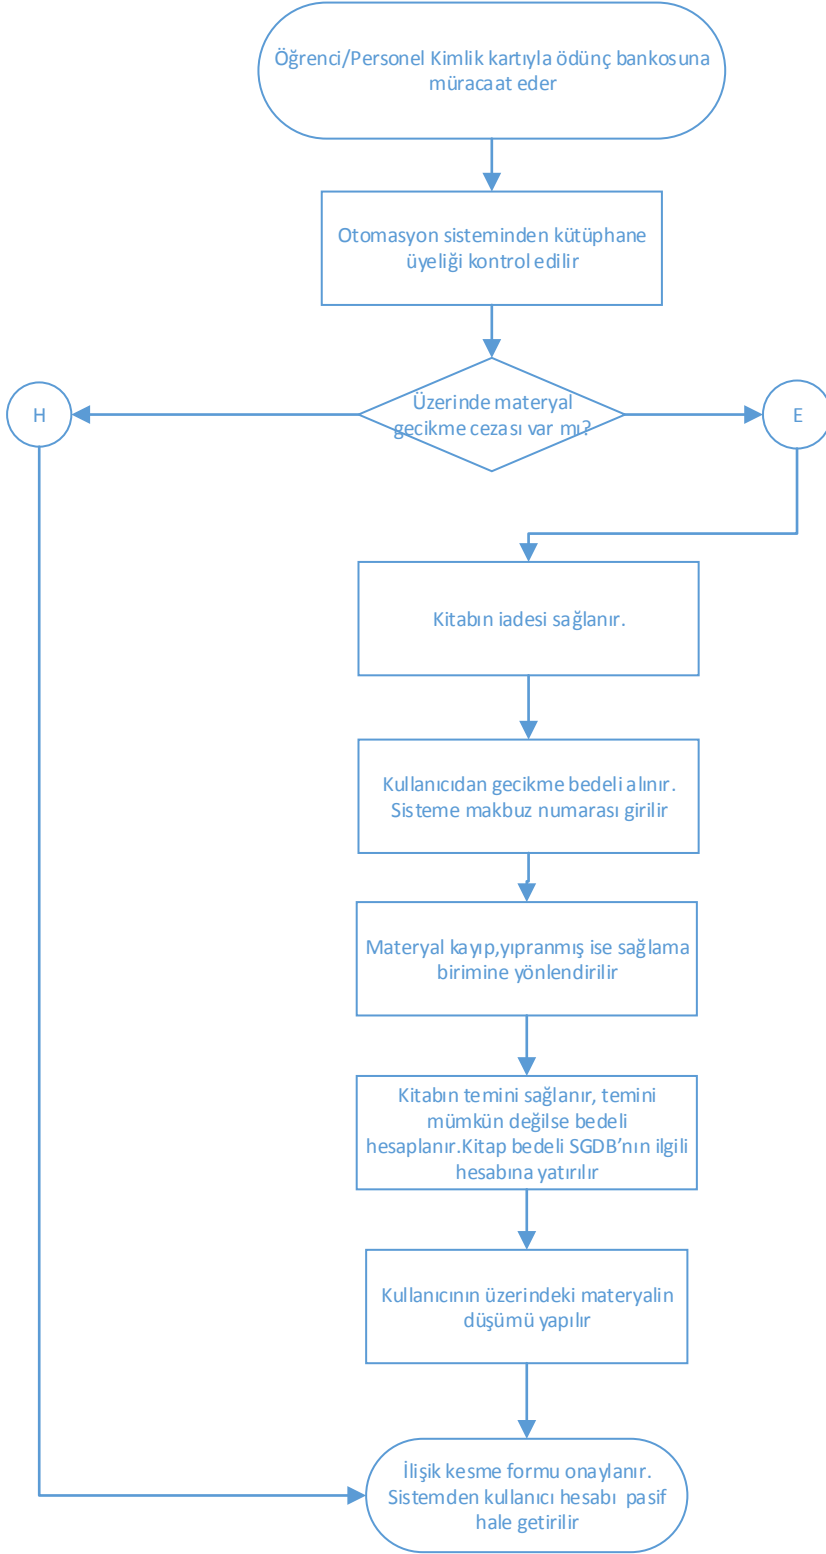 Öğrenci/Personel Kimlik kartıyla ödünç bankosuna
müracaat eder
Otomasyon sisteminden kütüphane
üyeliği kontrol edilir
Üzerinde materyal
gecikme cezası var mı?
H
E
Kitabın iadesi sağlanır.
Kullanıcıdan gecikme bedeli alınır.
Sisteme makbuz numarası girilir
Materyal kayıp,yıpranmış ise sağlama
birimine yönlendirilir
Kitabın temini sağlanır, temini
mümkün değilse bedeli
hesaplanır.Kitap bedeli SGDB’nın ilgili
hesabına yatırılır
Kullanıcının üzerindeki materyalin
düşümü yapılır
İlişik kesme formu onaylanır.
Sistemden kullanıcı hesabı pasif
hale getirilir